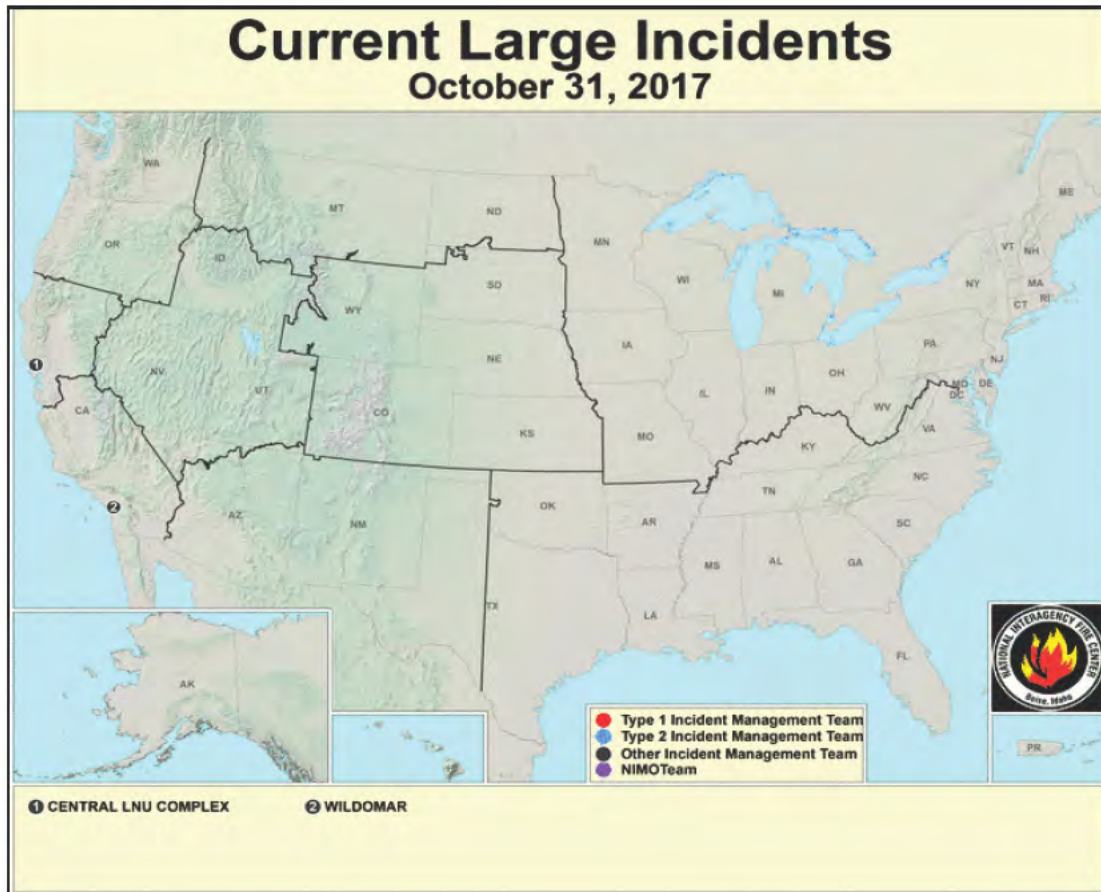 Current Large Incidents
October 31, 2017
WA
MT
ND
MN
ME
OR
ID
SD
WI
MI
VT
NH
NY
MA
CT
RI
WY
IA
NE
PA
NJ
NV
UT
CO
IL
IN
OH
MD
DE
DC
WV
VA
CA
KS
MO
KY
NC
TN
AZ
NM
OK
AR
SC
MS
AL
GA
TX
LA
FL
AK
PR
1
2
NATIONAL INTERAGENCY FIRE CENTER
Boise, Idaho
Type 1 Incident Management Team
Type 2 Incident Management Team
Other Incident Management Team
NIMOTeam
1 CENTRAL LNU COMPLEX
2 WILDOMAR